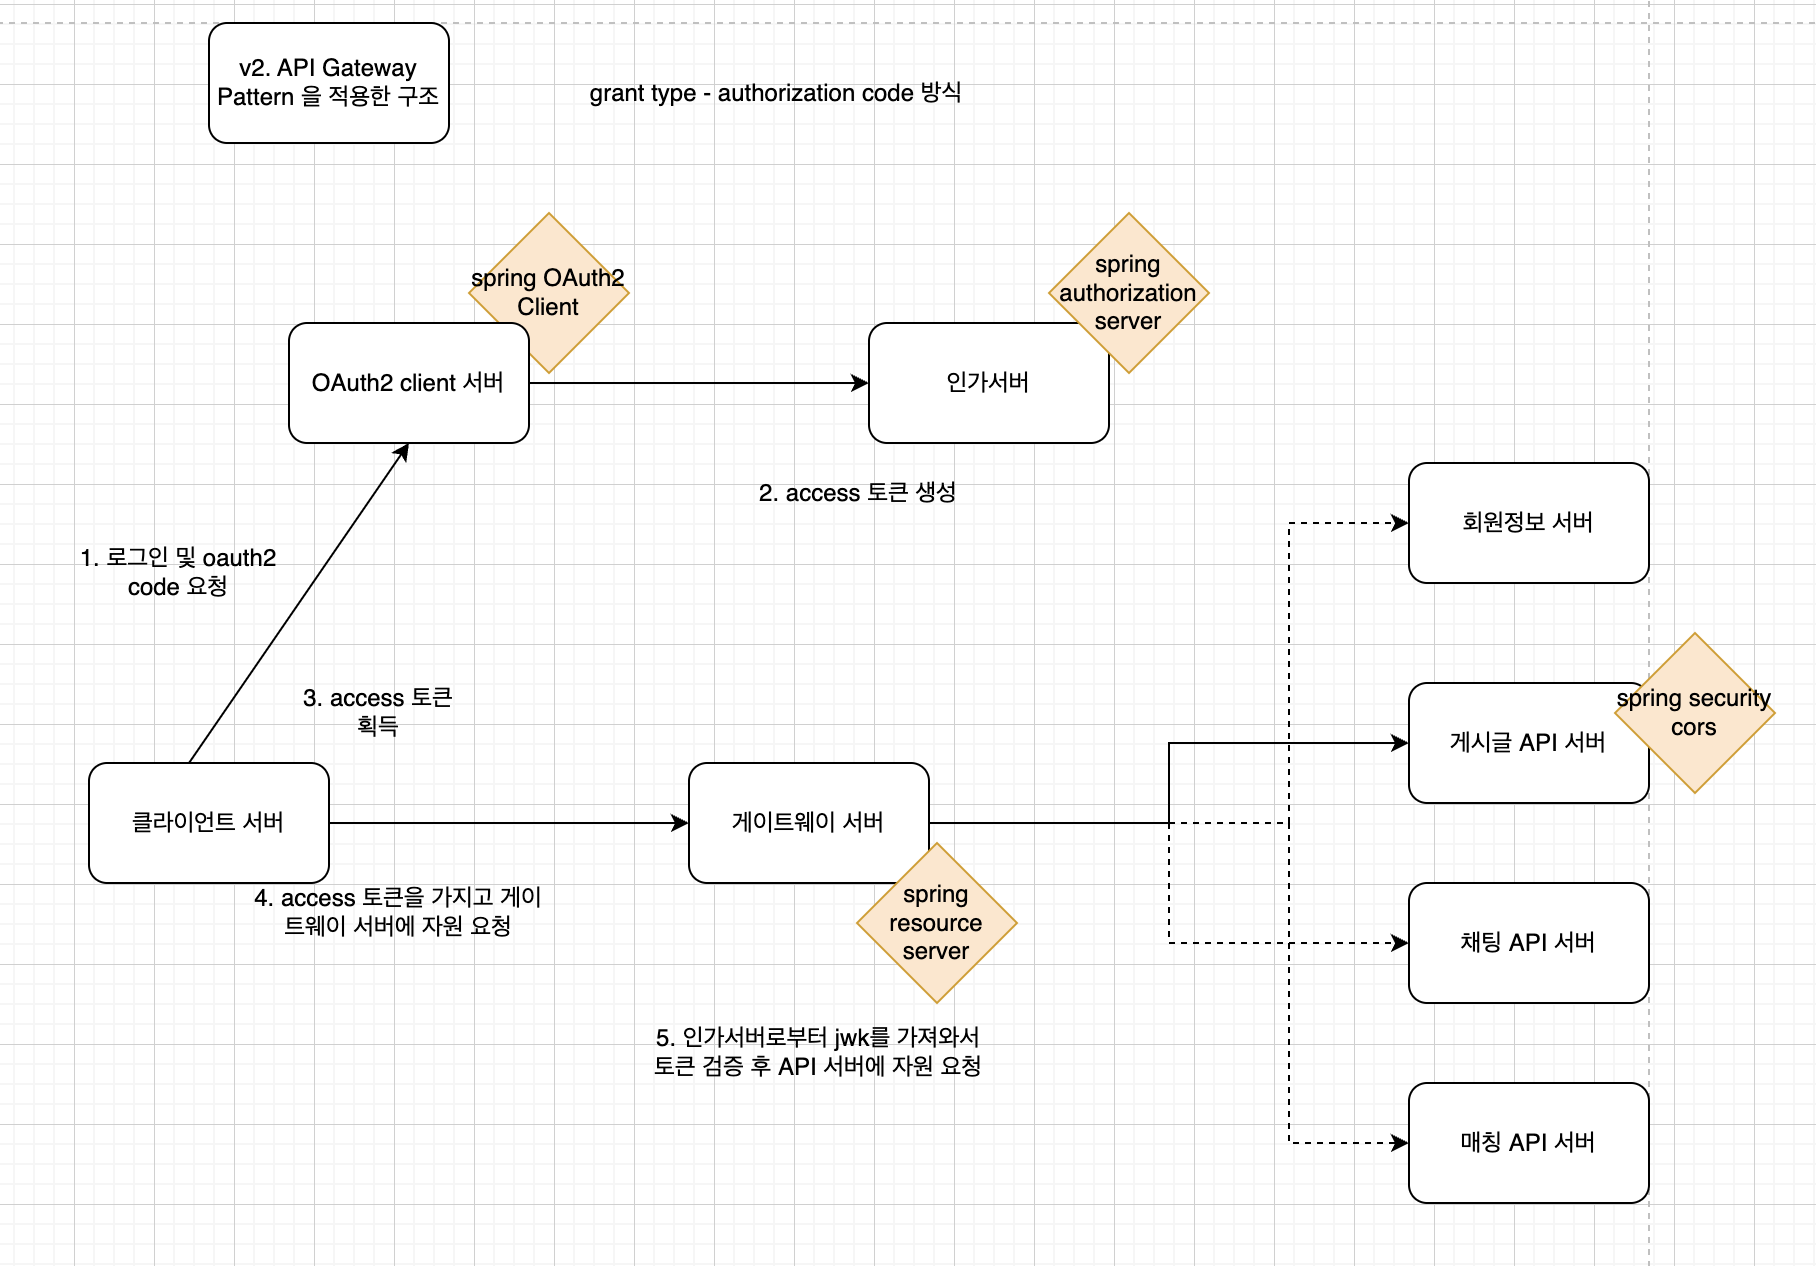 v2. API Gateway
Pattern 을 적용한 구조
grant type - authorization code 방식
spring OAuth2
Client
spring
authorization
server
OAuth2 client 서버
인가서버
2. access 토큰 생성
회원정보 서버
1. 로그인 및 oauth2
code 요청
3. access 토큰
획득
spring security
cors
게시글 API 서버
클라이언트 서버
게이트웨이 서버
4. access 토큰을 가지고 게이
트웨이 서버에 자원 요청
spring
resource
server
채팅 API 서버
5. 인가서버로부터 jwk를 가져와서
토큰 검증 후 API 서버에 자원 요청
매칭 API 서버